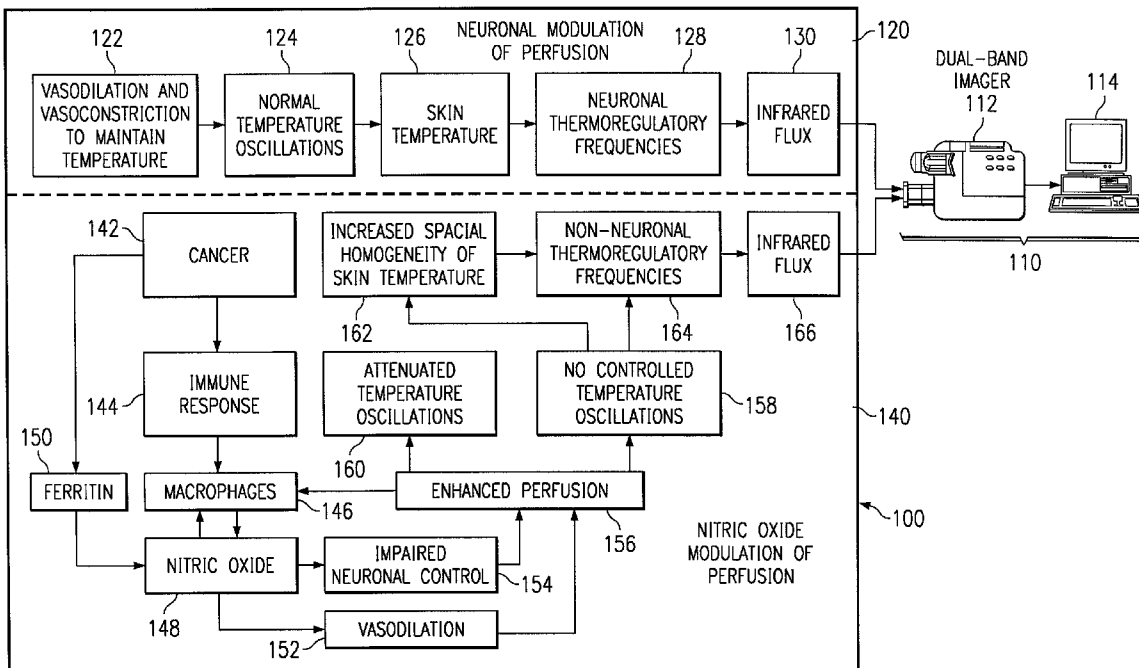 NEURONAL MODULATION
OF PERFUSION
120
122
VASODILATION AND
VASOCONSTRICTION
TO MAINTAIN
TEMPERATURE
124
NORMAL
TEMPERATURE
OSCILLATIONS
126
SKIN
TEMPERATURE
128
NEURONAL
THERMOREGULATORY
FREQUENCIES
130
INFRARED
FLUX
DUAL-BAND
IMAGER
112
114
110
142
CANCER
INCREASED SPACIAL
HOMOGENEITY OF
SKIN TEMPERATURE
162
NON-NEURONAL
THERMOREGULATORY
FREQUENCIES
164
INFRARED
FLUX
166
144
IMMUNE
RESPONSE
ATTENUATED
TEMPERATURE
OSCILLATIONS
160
NO CONTROLLED
TEMPERATURE
OSCILLATIONS
158
140
150
FERRITIN
MACROPHAGES
146
ENHANCED PERFUSION
156
100
NITRIC OXIDE
148
IMPAIRED
NEURONAL CONTROL
154
NITRIC OXIDE
MODULATION OF
PERFUSION
152
VASODILATION